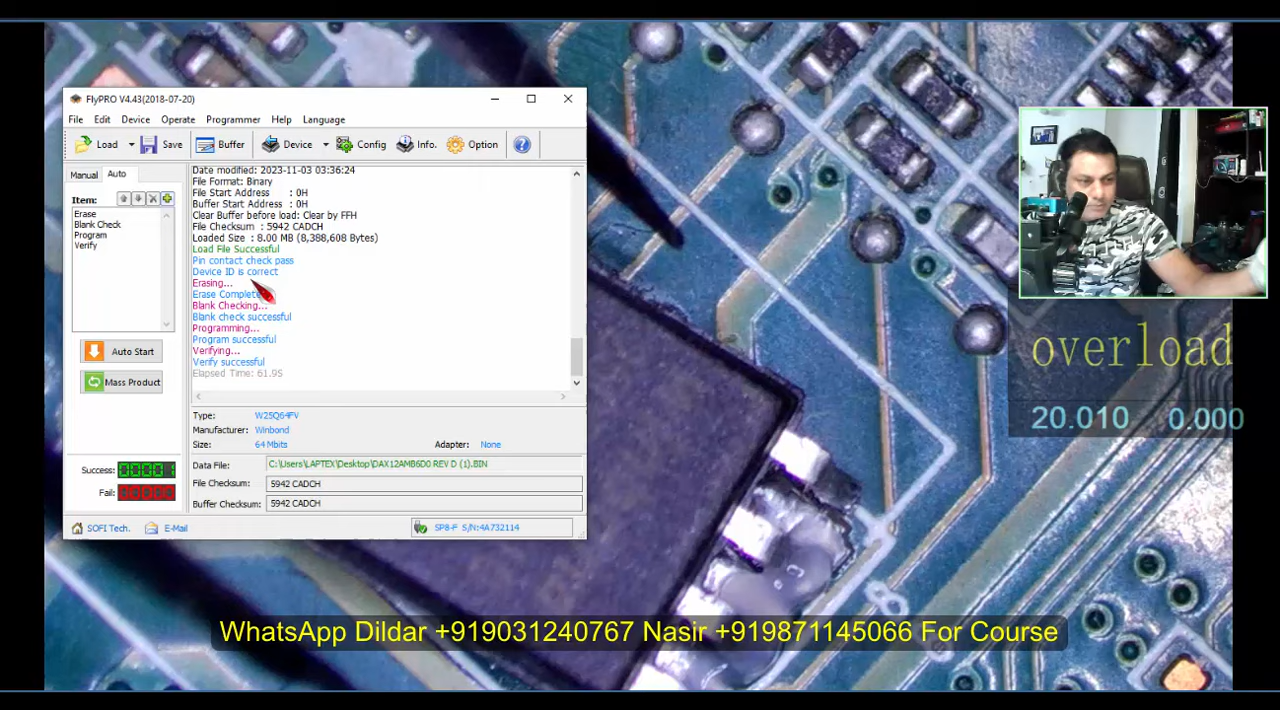 FlyPRO V4.43(2018-07-20)
File Edit Device Operate Programmer Help Language
Load Save Buffer Device Config Info. Option
Manual Auto
Item:
Erase
Blank Check
Program
Verify
Auto Start
Mass Product
Success:
Fail:
Date modified: 2023-11-03 03:36:24
File Format: Binary
File Start Address : 0H
Buffer Start Address : 0H
Clear Buffer before load: Clear by FFH
File Checksum : 5942 CADCH
Loaded Size : 8.00 MB (8,388,608 Bytes)
Load File Successful
Pin contact check pass
Device ID is correct
Erasing...
Erase Complete
Blank Checking...
Blank check successful
Programming...
Program successful
Verifying...
Verify successful
Elapsed Time: 61.9S
Type: W25Q64FV
Manufacturer: Winbond
Size: 64 Mbits Adapter: None
Data File: C:\Users\LAPTEX\Desktop\DAX12AMB6D0 REV D (1).BIN
File Checksum: 5942 CADCH
Buffer Checksum: 5942 CADCH
SOFI Tech. E-Mail SP8-F S/N:4A732114
overload
20.010 0.000
WhatsApp Dildar +919031240767 Nasir +919871145066 For Course